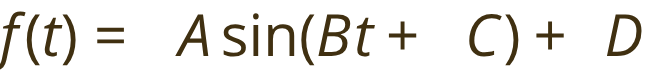 f(t) = A sin(Bt + C) + D